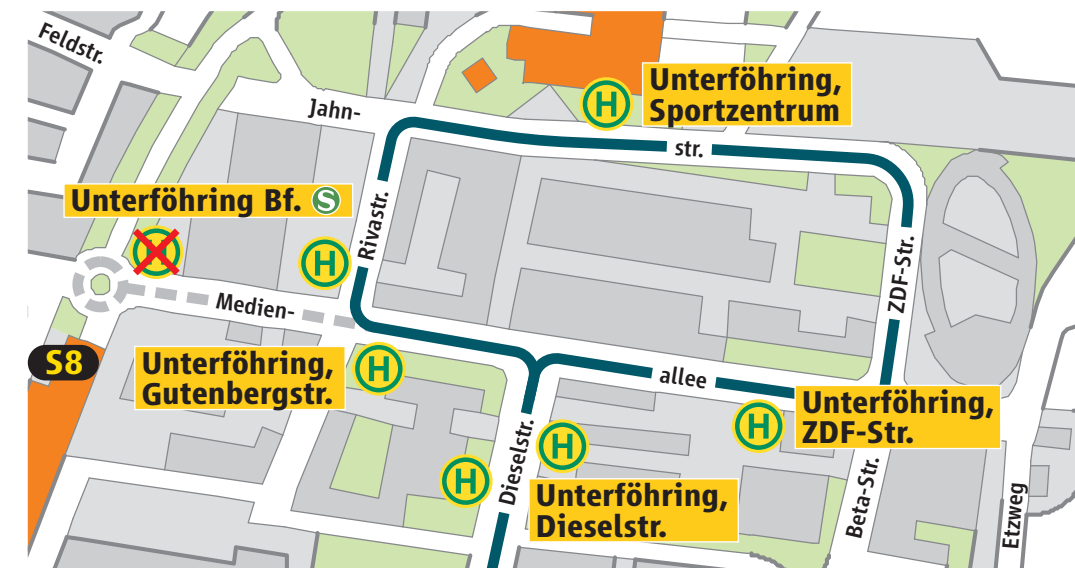 Feldstr.
Jahn-
str.
H
Unterföhring,
Sportzentrum
Unterföhring Bf. S
H
H
Rivastr.
ZDF-Str.
Medien-
allee
S8
Unterföhring,
Gutenbergstr.
H
Unterföhring,
ZDF-Str.
H
H
H
Dieselstr.
Unterföhring,
Dieselstr.
Beta-Str.
Etzweg